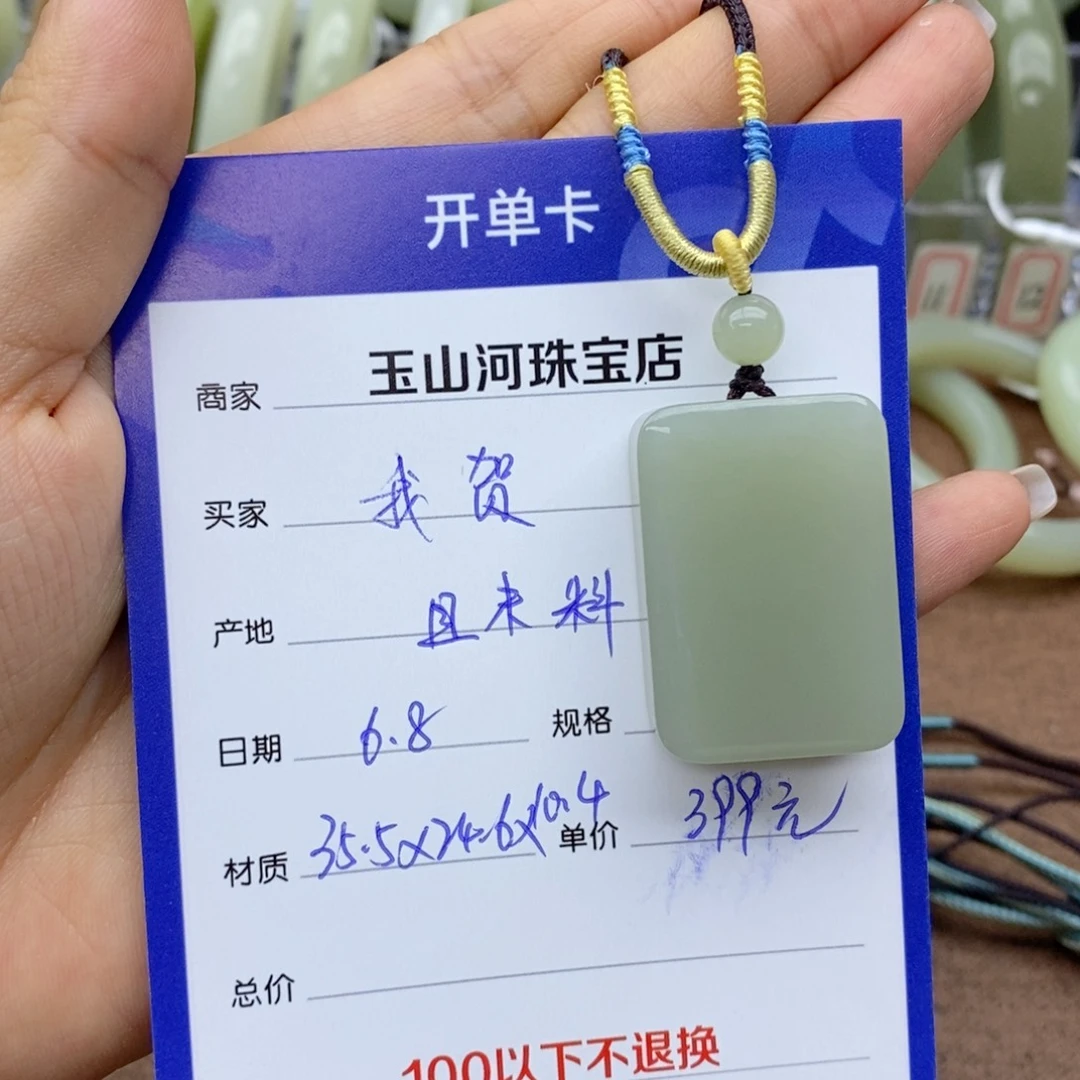 开单卡
商家 玉山河珠宝店
买家 我贺
产地 且末料
日期 6.8 规格
材质 35.5x24.6x10.4 单价 399元
总价
100以下不退换